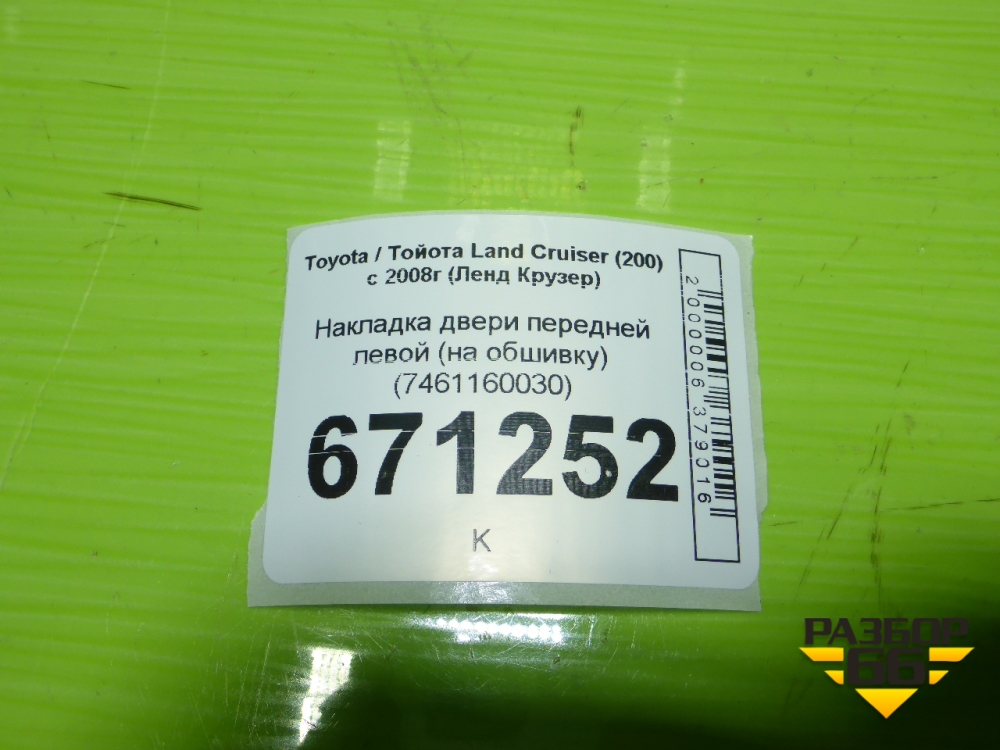 Toyota / Тойота Land Cruiser (200)
с 2008г (Ленд Крузер)
Накладка двери передней
левой (на обшивку)
(7461160030)
671252
К
2000006379016
РАЗБОР
66